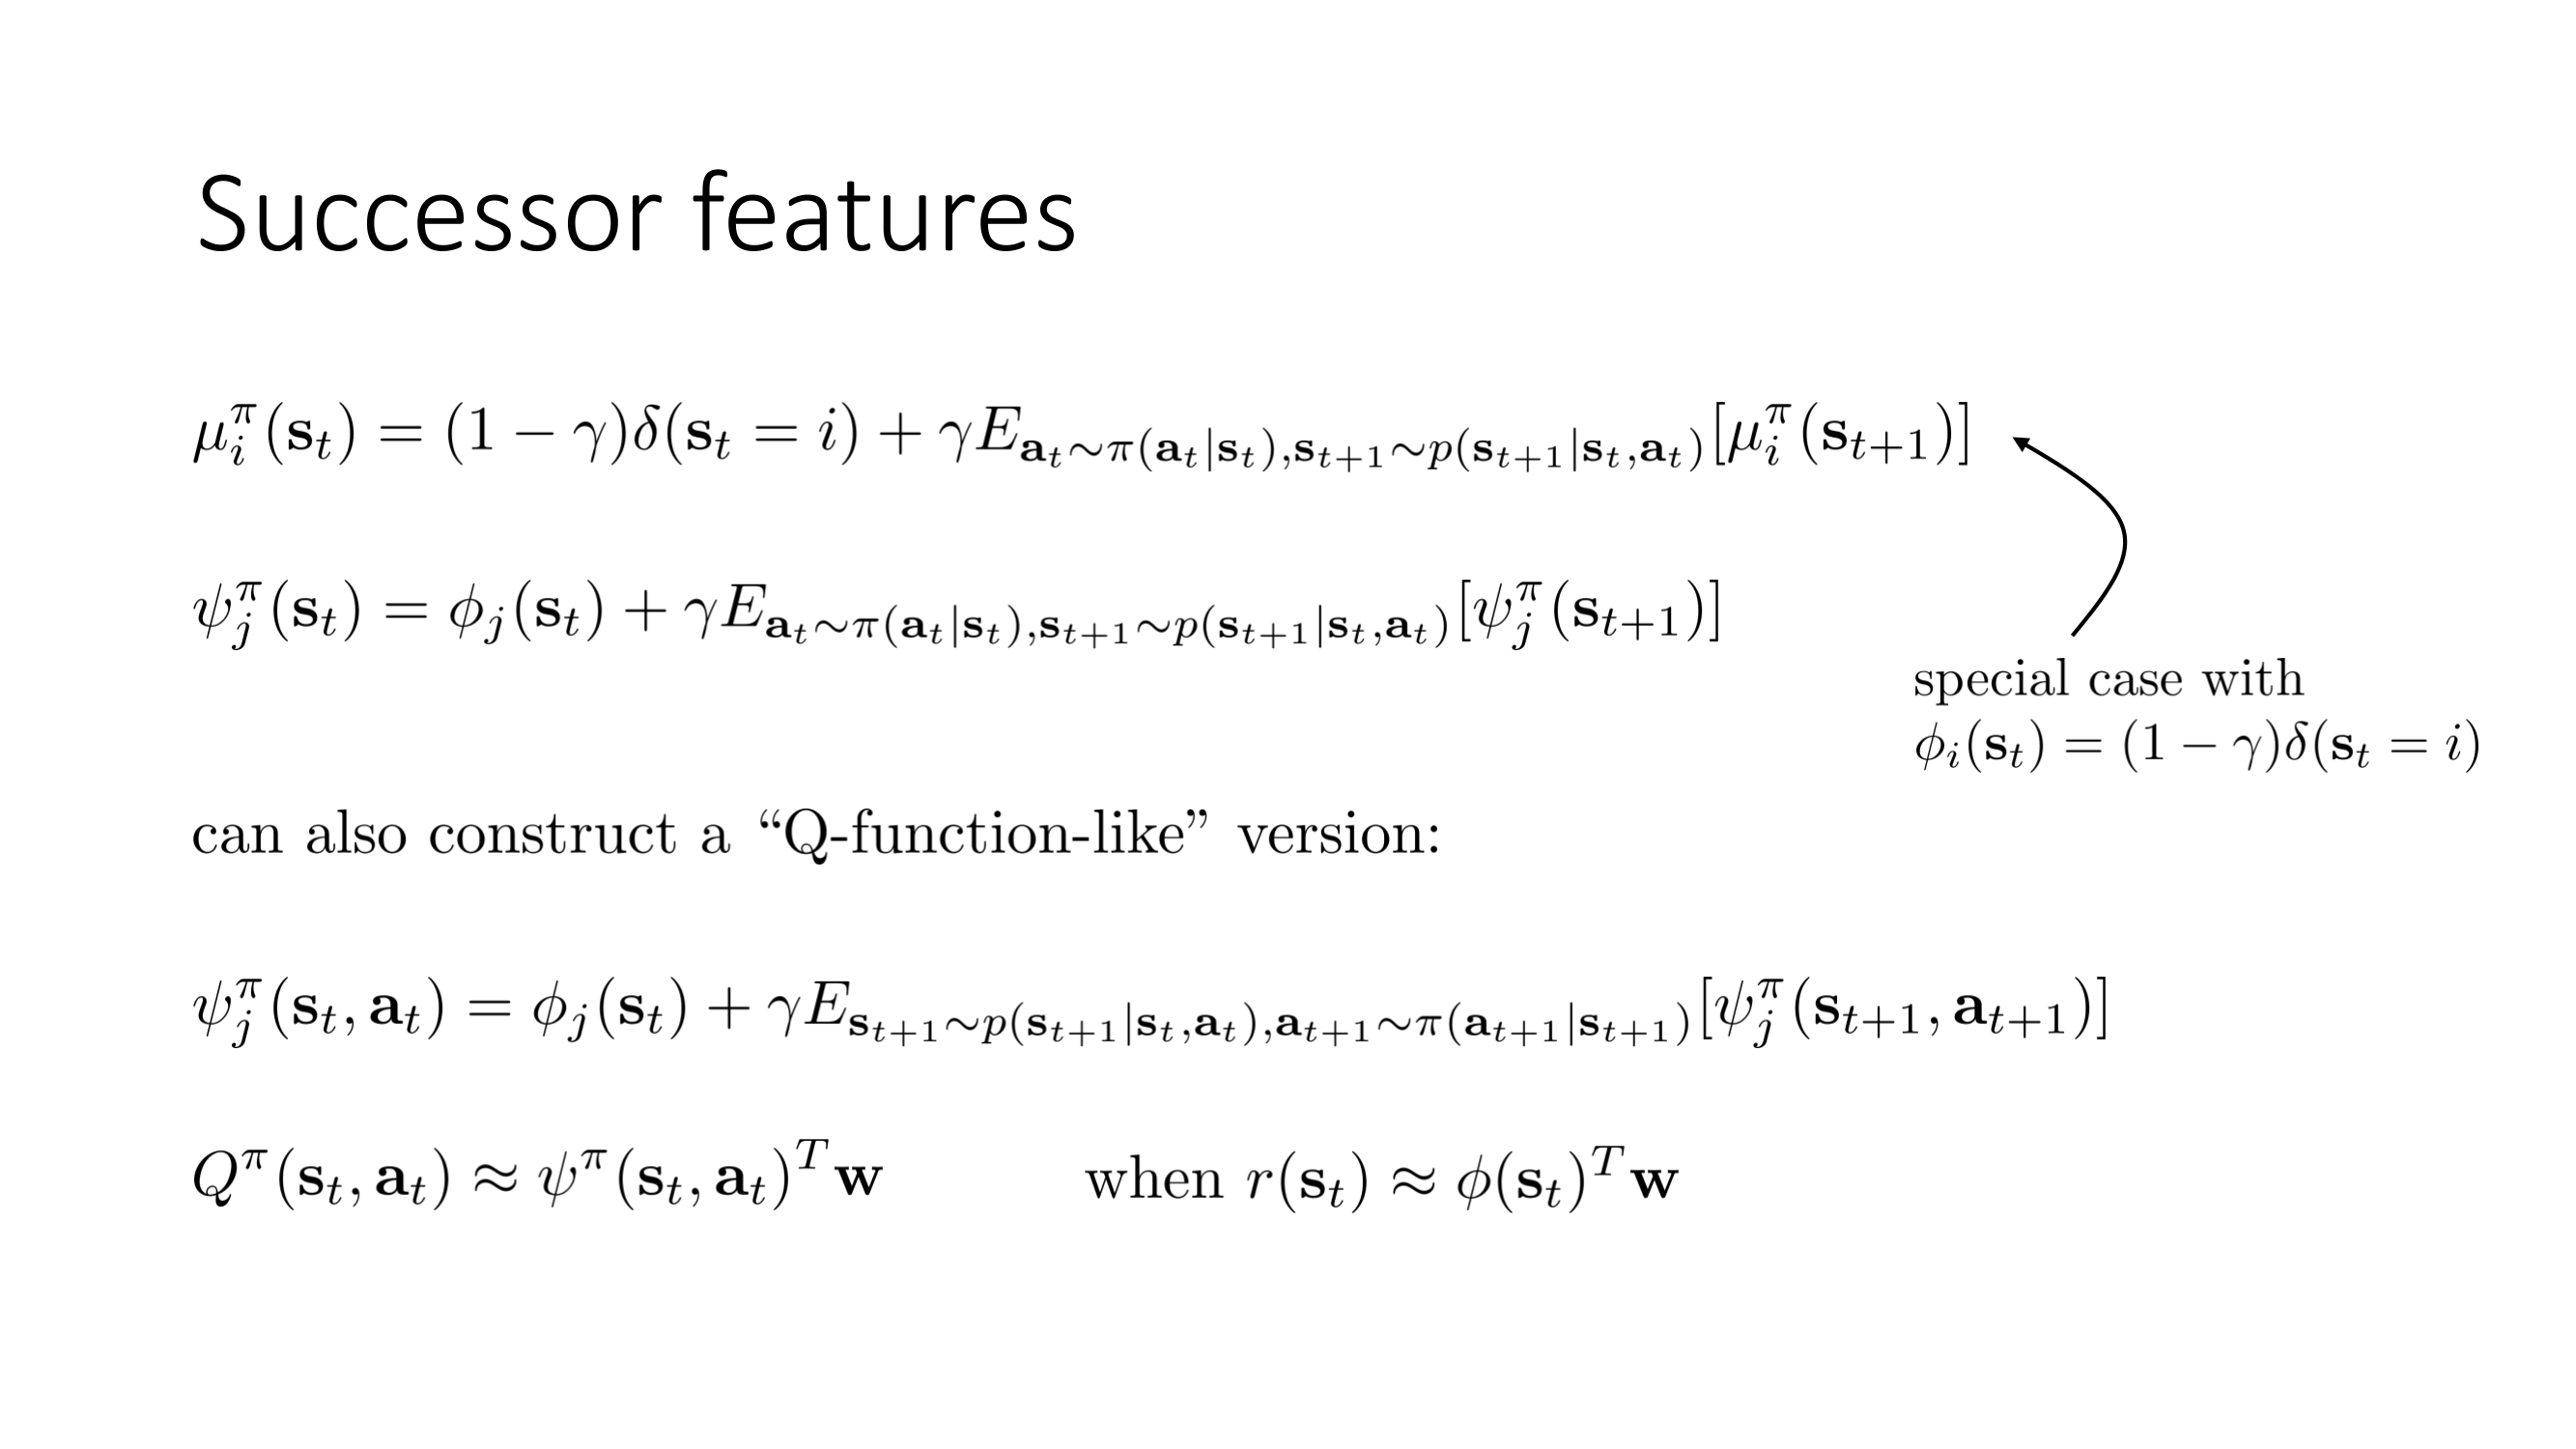 Successor features
$\mu_i^\pi(\mathbf{s}_t) = (1-\gamma)\delta(\mathbf{s}_t = i) + \gamma E_{\mathbf{a}_t \sim \pi(\mathbf{a}_t|\mathbf{s}_t), \mathbf{s}_{t+1} \sim p(\mathbf{s}_{t+1}|\mathbf{s}_t, \mathbf{a}_t)}[\mu_i^\pi(\mathbf{s}_{t+1})]$
$\psi_j^\pi(\mathbf{s}_t) = \phi_j(\mathbf{s}_t) + \gamma E_{\mathbf{a}_t \sim \pi(\mathbf{a}_t|\mathbf{s}_t), \mathbf{s}_{t+1} \sim p(\mathbf{s}_{t+1}|\mathbf{s}_t, \mathbf{a}_t)}[\psi_j^\pi(\mathbf{s}_{t+1})]$
special case with
$\phi_i(\mathbf{s}_t) = (1-\gamma)\delta(\mathbf{s}_t = i)$
can also construct a “Q-function-like” version:
$\psi_j^\pi(\mathbf{s}_t, \mathbf{a}_t) = \phi_j(\mathbf{s}_t) + \gamma E_{\mathbf{s}_{t+1} \sim p(\mathbf{s}_{t+1}|\mathbf{s}_t, \mathbf{a}_t), \mathbf{a}_{t+1} \sim \pi(\mathbf{a}_{t+1}|\mathbf{s}_{t+1})}[\psi_j^\pi(\mathbf{s}_{t+1}, \mathbf{a}_{t+1})]$
$Q^\pi(\mathbf{s}_t, \mathbf{a}_t) \approx \psi^\pi(\mathbf{s}_t, \mathbf{a}_t)^T \mathbf{w}$ when $r(\mathbf{s}_t) \approx \phi(\mathbf{s}_t)^T \mathbf{w}$